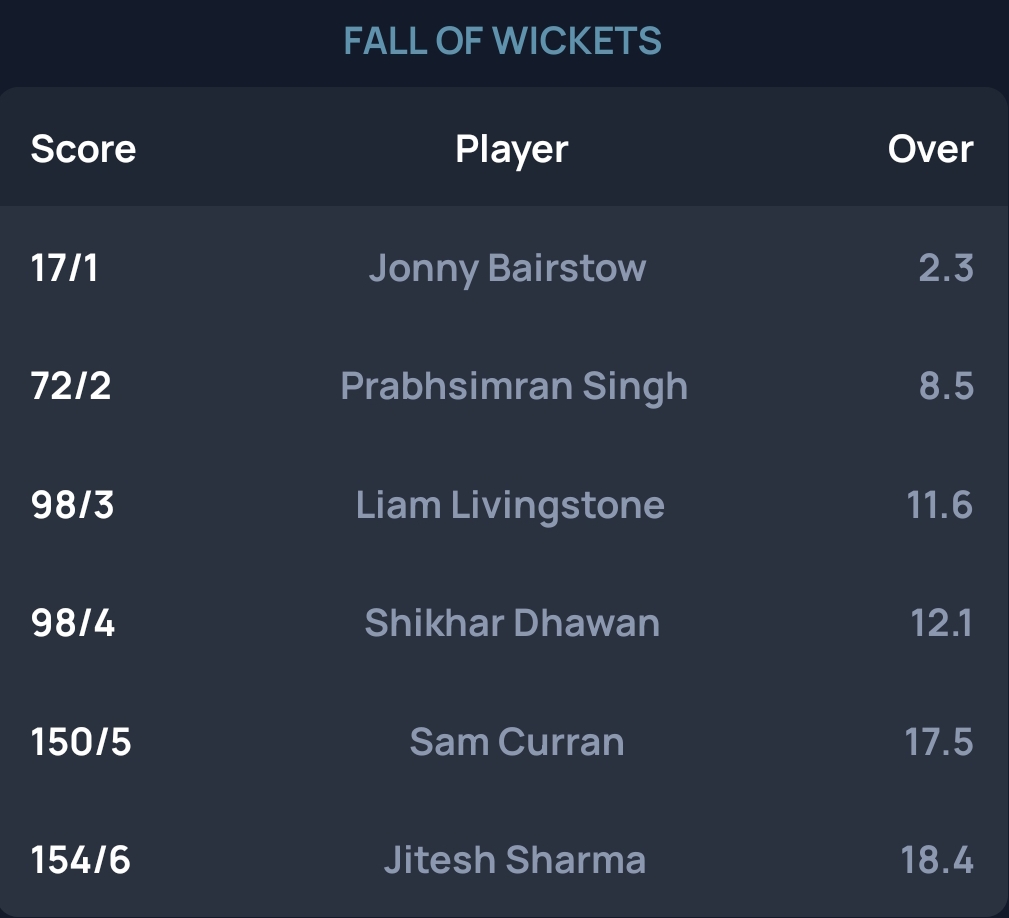 FALL OF WICKETS
Score Player Over
17/1 Jonny Bairstow 2.3
72/2 Prabhsimran Singh 8.5
98/3 Liam Livingstone 11.6
98/4 Shikhar Dhawan 12.1
150/5 Sam Curran 17.5
154/6 Jitesh Sharma 18.4